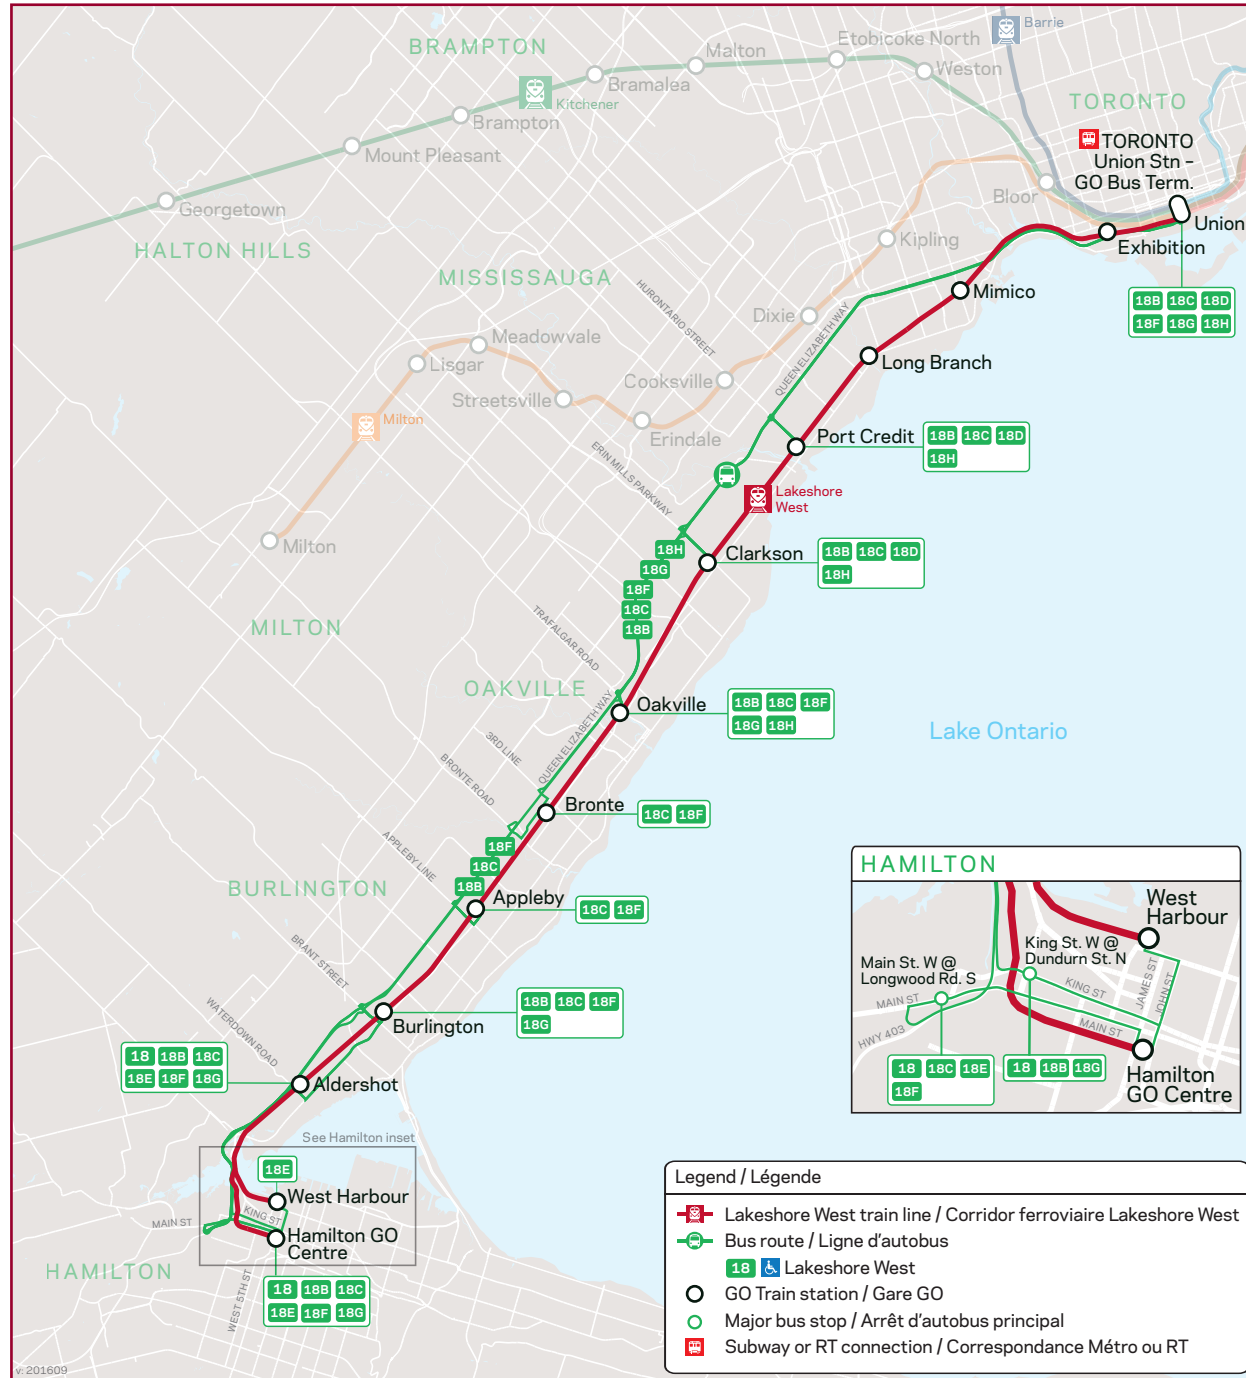 BRAMPTON
Kitchener
Bramalea
Malton
Etobicoke North
Barrie
Weston
TORONTO
Brampton
Mount Pleasant
Georgetown
HALTON HILLS
MISSISSAUGA
TORONTO
Union Stn –
GO Bus Term.
Bloor
Union
Exhibition
18B 18C 18D
18F 18G 18H
Kipling
Mimico
HURONTARIO STREET
Dixie
QUEEN ELIZABETH WAY
Meadowvale
Lisgar
Long Branch
Cooksville
Streetsville
Milton
Erindale
Port Credit
18B 18C 18D
18H
ERIN MILLS PARKWAY
Lakeshore
West
Milton
18H
18G
18F
18C
18B
Clarkson
18B 18C 18D
18H
MILTON
TRAFALGAR ROAD
OAKVILLE
QUEEN ELIZABETH WAY
Oakville
18B 18C 18F
18G 18H
Lake Ontario
3RD LINE
BRONTE ROAD
Bronte
18C 18F
APPLEBY LINE
18F
18C
18B
BURLINGTON
Appleby
18C 18F
BRANT STREET
WATERDOWN ROAD
Burlington
18B 18C 18F
18G
18 18B 18C
18E 18F 18G
Aldershot
See Hamilton inset
18E
West Harbour
KING ST
MAIN ST
Hamilton GO
Centre
HAMILTON
WEST 5TH ST
18 18B 18C
18E 18F 18G
HAMILTON
West
Harbour
King St. W @
Dundurn St. N
Main St. W @
Longwood Rd. S
MAIN ST
KING ST
JAMES ST
JOHN ST
HWY 403
MAIN ST
18 18C 18E
18F
18 18B 18G
Hamilton
GO Centre
Legend / Légende
Lakeshore West train line / Corridor ferroviaire Lakeshore West
Bus route / Ligne d'autobus
18 Lakeshore West
GO Train station / Gare GO
Major bus stop / Arrêt d'autobus principal
Subway or RT connection / Correspondance Métro ou RT
v: 201609